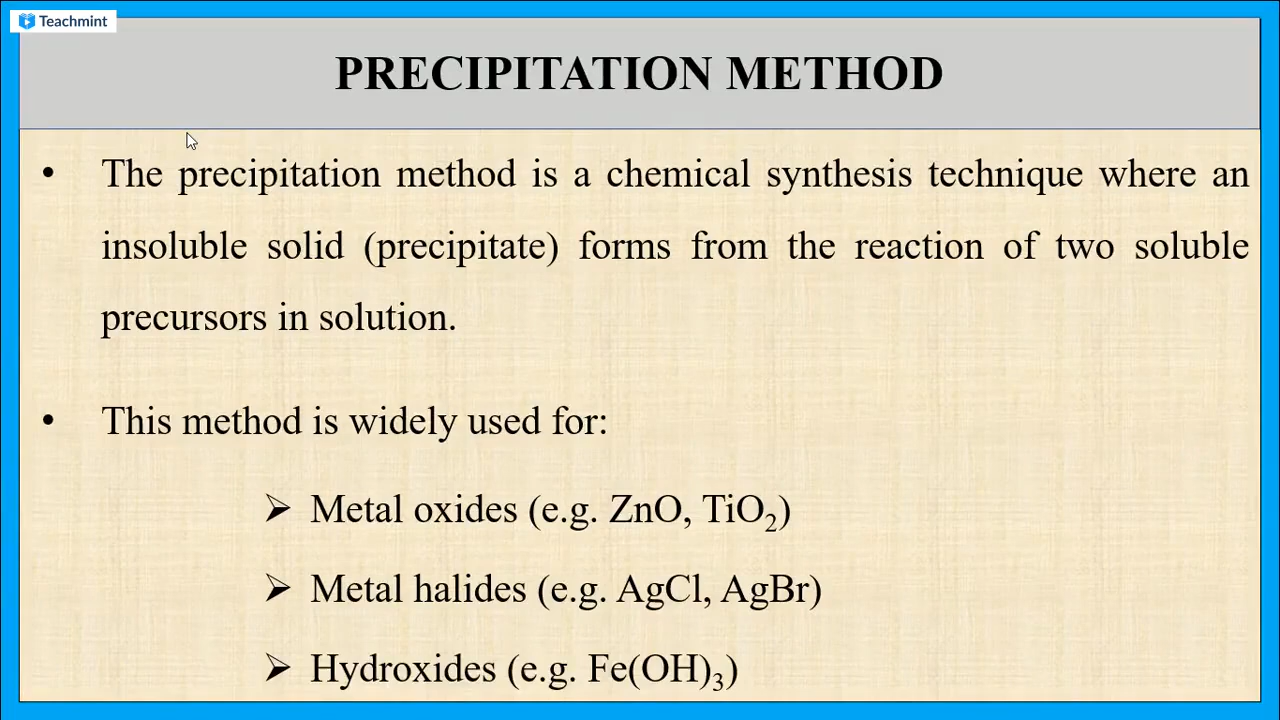 Teachmint
PRECIPITATION METHOD
• The precipitation method is a chemical synthesis technique where an
insoluble solid (precipitate) forms from the reaction of two soluble
precursors in solution.
• This method is widely used for:
➢ Metal oxides (e.g. ZnO, TiO₂)
➢ Metal halides (e.g. AgCl, AgBr)
➢ Hydroxides (e.g. Fe(OH)₃)